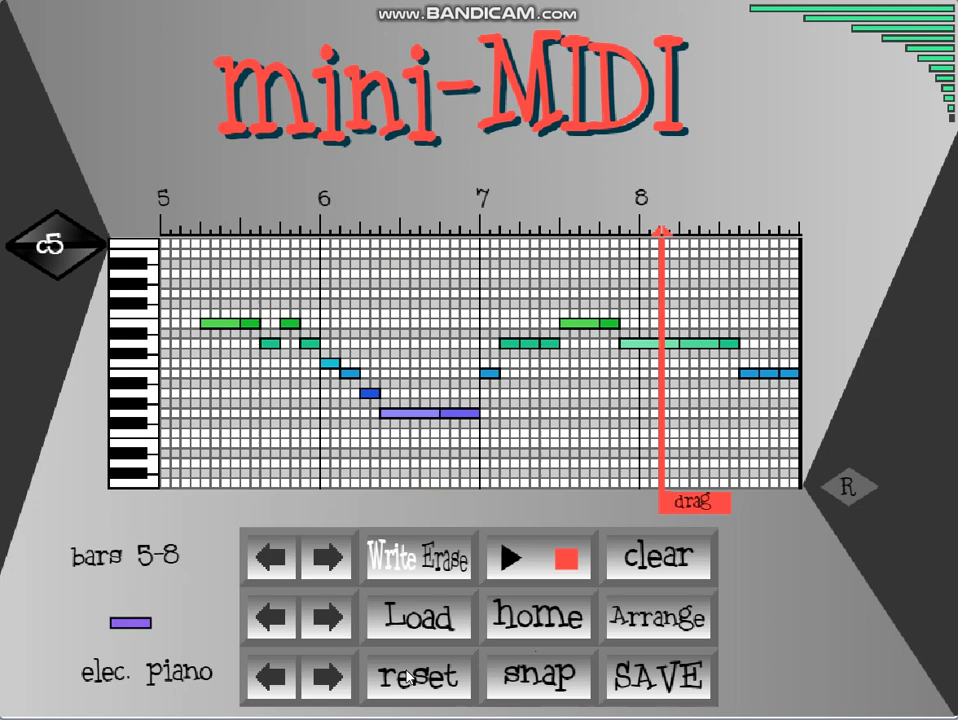 www.BANDICAM.com
mini-MIDI
5 6 7 8
c5
drag
R
bars 5-8
Write Erase
clear
Load
home
Arrange
elec. piano
reset
snap
SAVE